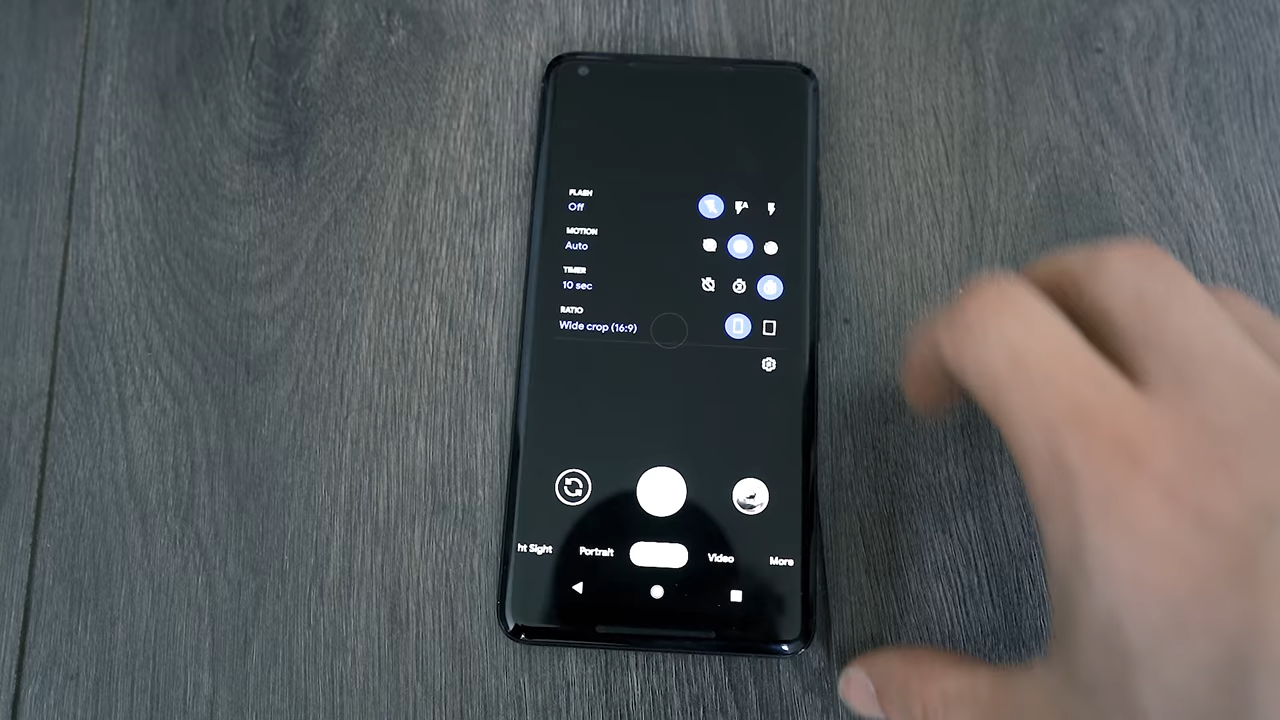 FLASH
Off
MOTION
Auto
TIMER
10 sec
RATIO
Wide crop (16:9)
ht Sight Portrait Video More